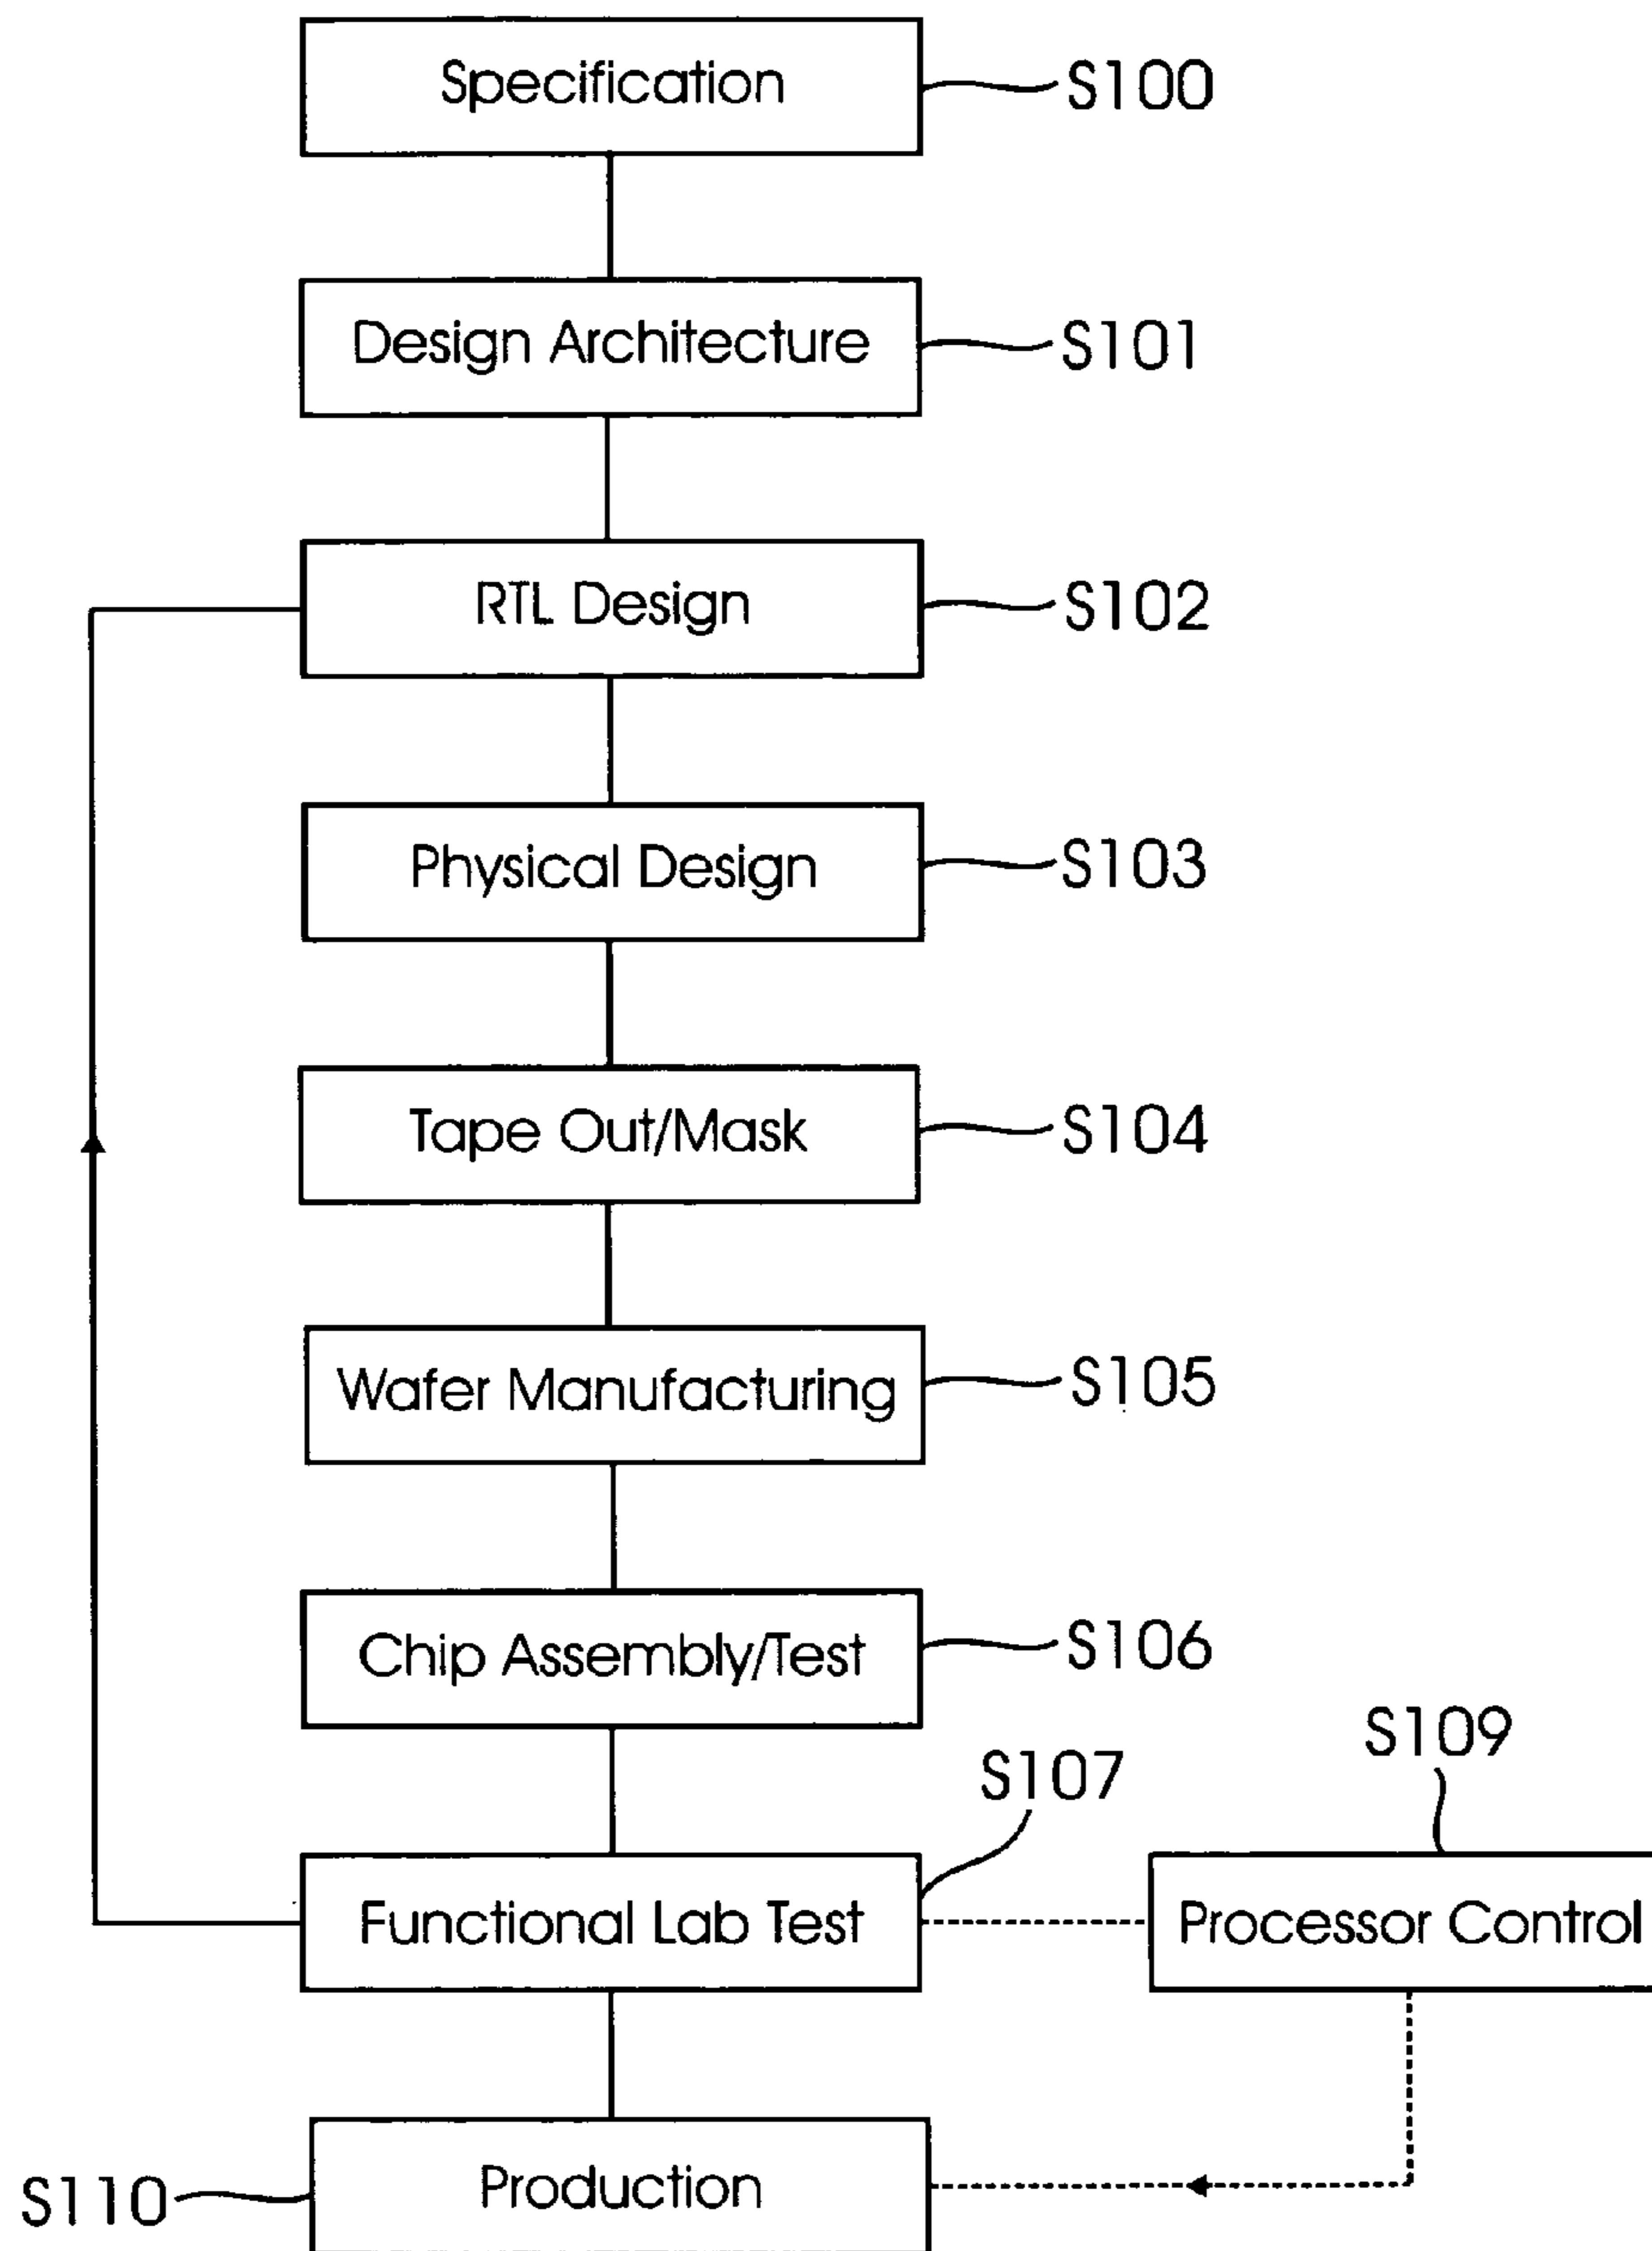 Specification
S100
Design Architecture
S101
RTL Design
S102
Physical Design
S103
Tape Out/Mask
S104
Wafer Manufacturing
S105
Chip Assembly/Test
S106
S107
S109
Functional Lab Test
Processor Control
Production
S110